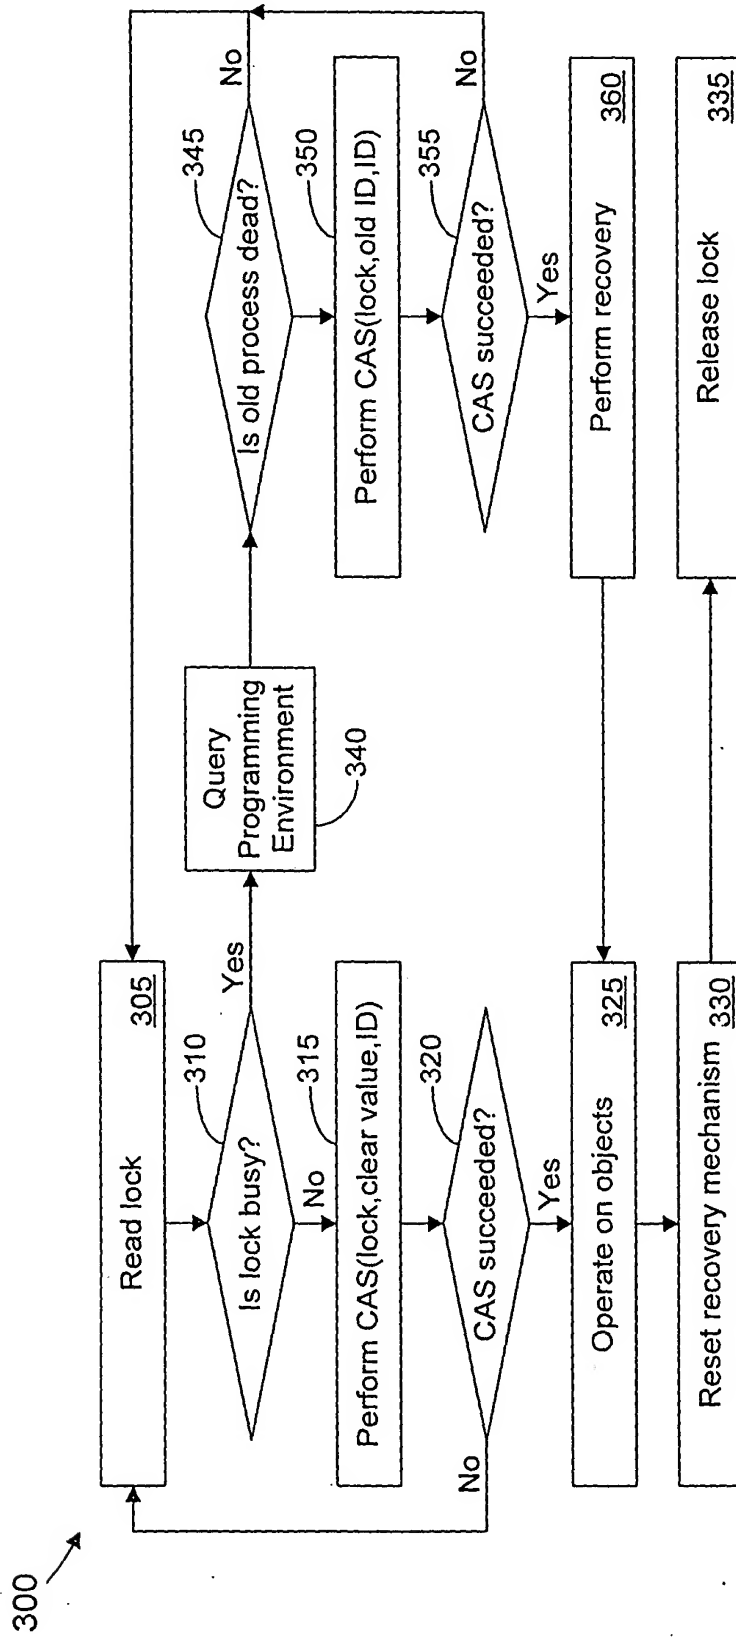 300
Read lock 305
310
Is lock busy?
Yes
No
315
Perform CAS(lock,clear value,ID)
320
CAS succeeded?
No
Yes
Operate on objects 325
Reset recovery mechanism 330
Query
Programming
Environment
340
345
Is old process dead?
No
350
Perform CAS(lock,old ID,ID)
355
CAS succeeded?
No
Yes
Perform recovery 360
Release lock 335